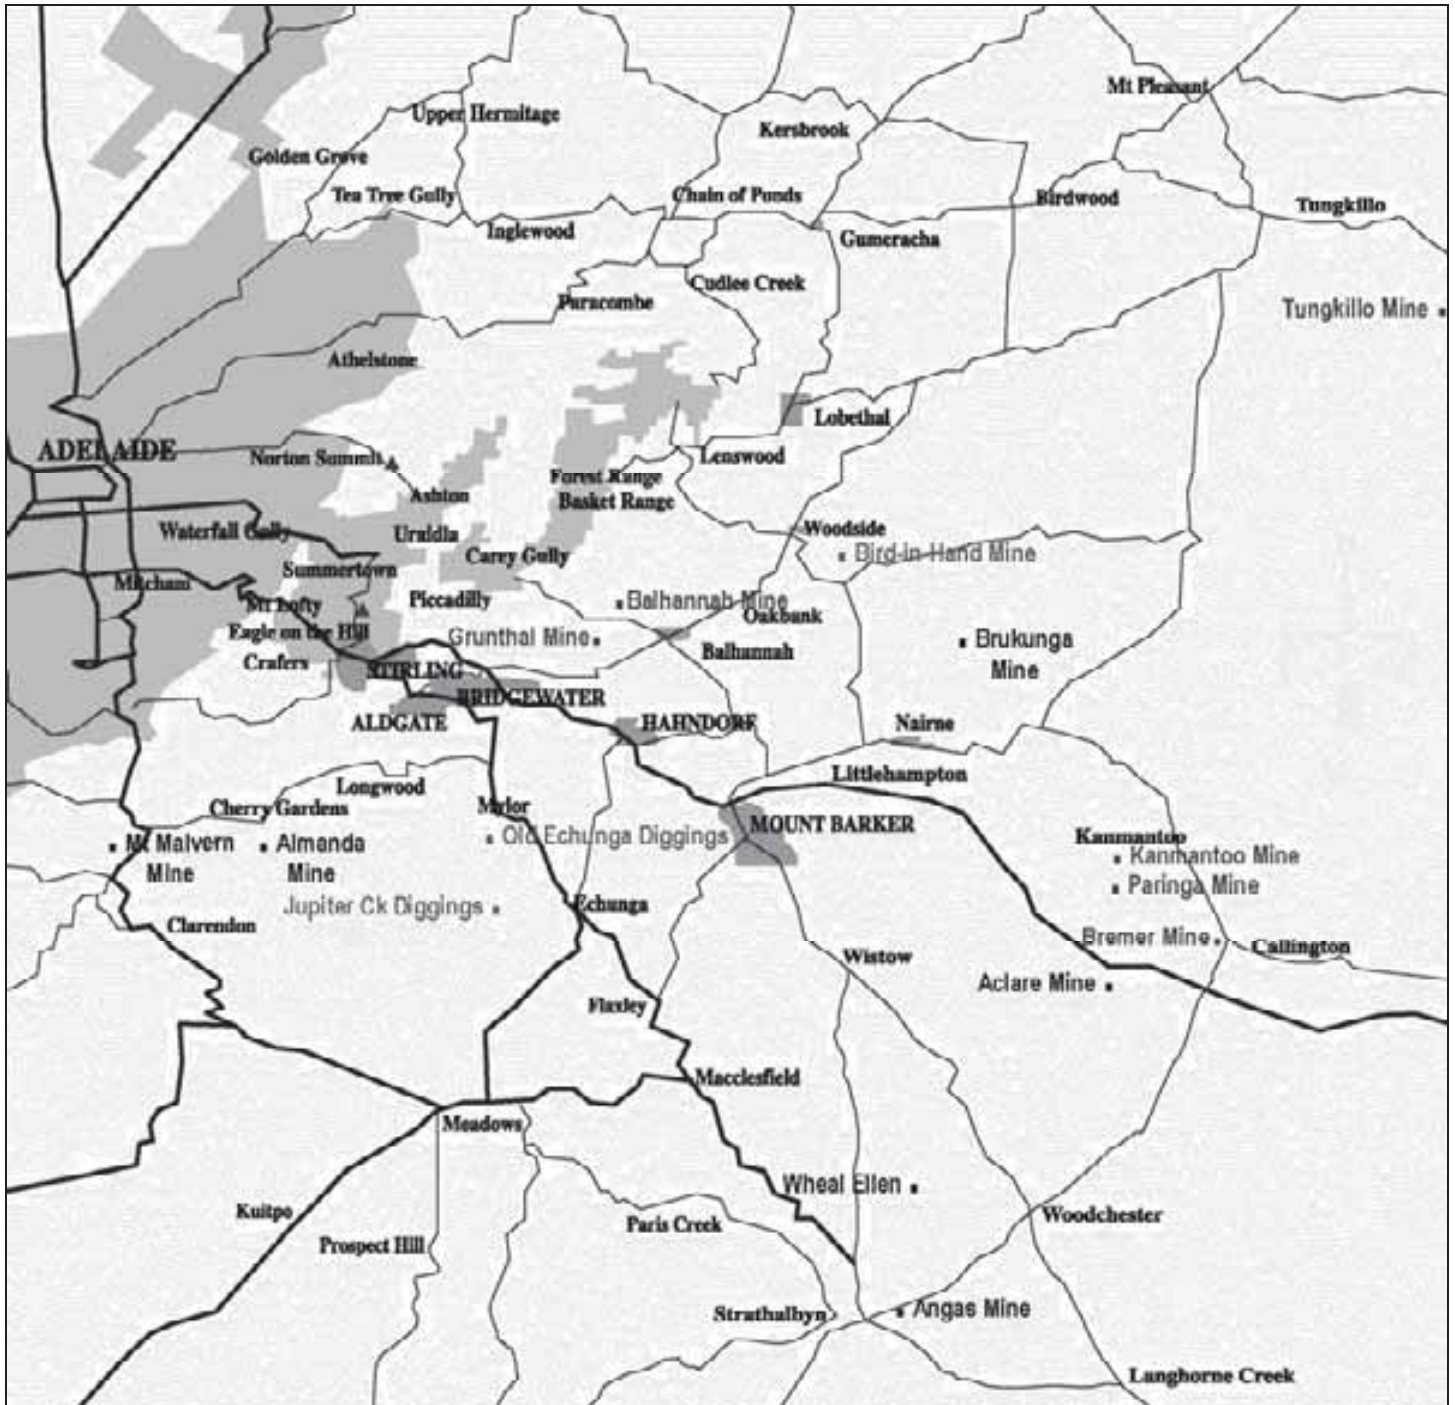 Mt Pleasant
Upper Hermitage
Kersbrook
Golden Grove
Tea Tree Gully
Chain of Ponds
Birdwood
Tungkillo
Inglewood
Gumeracha
Cudlee Creek
Paracombe
Tungkillo Mine
Athelstone
Lobethal
ADELAIDE
Norton Summit
Lenswood
Forest Range
Ashton
Basket Range
Waterfall Gully
Uraidla
Woodside
Carey Gully
Bird-in-Hand Mine
Summertown
Mitcham
Mt Lofty
Piccadilly
Balhannah Mine
Oakbank
Eagle on the Hill
Grunthal Mine
Brukunga
Mine
Crafers
STIRLING
Balhannah
BRIDGEWATER
ALDGATE
HAHNDORF
Nairne
Littlehampton
Longwood
Cherry Gardens
Mylor
MOUNT BARKER
Old Echunga Diggings
Kanmantoo
Mt Malvern
Mine
Almanda
Mine
Kanmantoo Mine
Paringa Mine
Jupiter Ck Diggings
Echunga
Clarendon
Bremer Mine
Callington
Wistow
Aclare Mine
Flaxley
Macclesfield
Meadows
Wheal Ellen
Kuitpo
Paris Creek
Woodchester
Prospect Hill
Strathalbyn
Angas Mine
Langhorne Creek